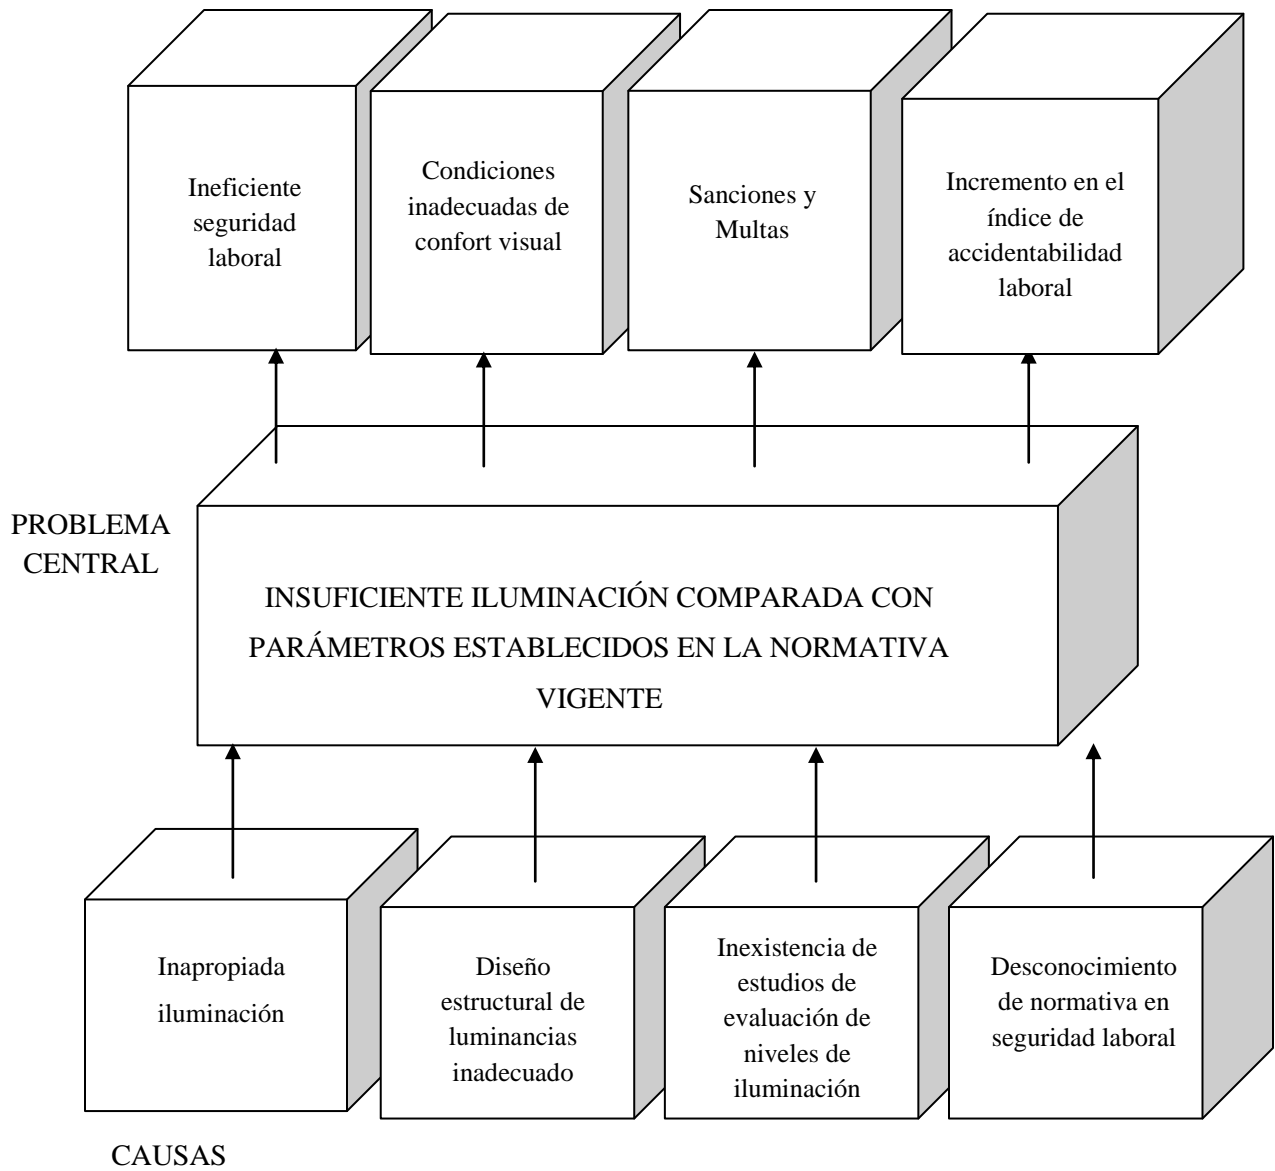 Ineficiente
seguridad
laboral
Condiciones
inadecuadas de
confort visual
Sanciones y
Multas
Incremento en el
índice de
accidentabilidad
laboral
PROBLEMA
CENTRAL
INSUFICIENTE ILUMINACIÓN COMPARADA CON
PARÁMETROS ESTABLECIDOS EN LA NORMATIVA
VIGENTE
Inapropiada
iluminación
Diseño
estructural de
luminancias
inadecuado
Inexistencia de
estudios de
evaluación de
niveles de
iluminación
Desconocimiento
de normativa en
seguridad laboral
CAUSAS